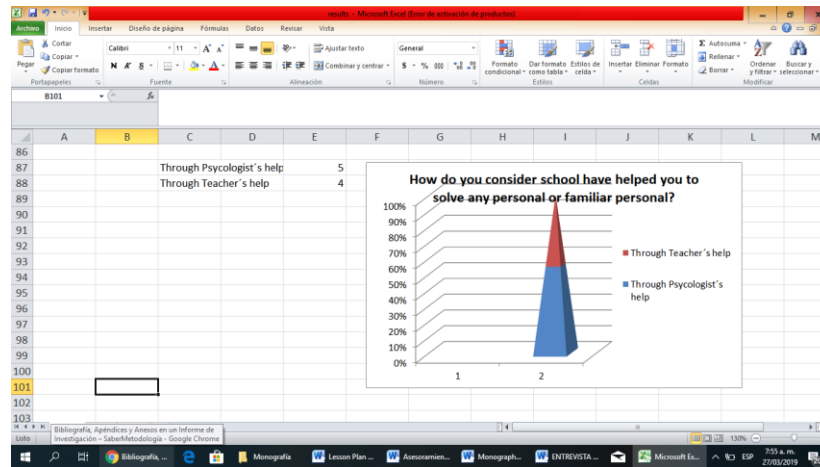 results - Microsoft Excel (Error de activación de productos)
Archivo Inicio Insertar Diseño de página Fórmulas Datos Revisar Vista
Pegar
Cortar
Copiar
Copiar formato
Portapapeles
Calibri 11
N K S
Fuente
Ajustar texto
Combinar y centrar
Alineación
General
$ % 000
Número
Formato condicional
Dar formato como tabla
Estilos de celda
Estilos
Insertar Eliminar Formato
Celdas
Autosuma
Rellenar
Borrar
Ordenar y filtrar
Buscar y seleccionar
Modificar
B101 fx
A B C D E F G H I J K L M
86
87 Through Psycologist´s help 5
88 Through Teacher´s help 4
89
90
91
92
93
94
95
96
97
98
99
100
101
102
103
How do you consider school have helped you to
solve any personal or familiar personal?
100%
90%
80%
70%
60%
50%
40%
30%
20%
10%
0%
1 2
Through Teacher´s help
Through Psycologist´s
help
Bibliografía, Apéndices y Anexos en un Informe de
Investigación – SaberMetodología - Google Chrome
Listo 130%
Bibliografía, ... Monografía Lesson Plan ... Asesoramien... Monograph... ENTREVISTA ... Microsoft Ex... ESP 7:55 a. m.
27/03/2019